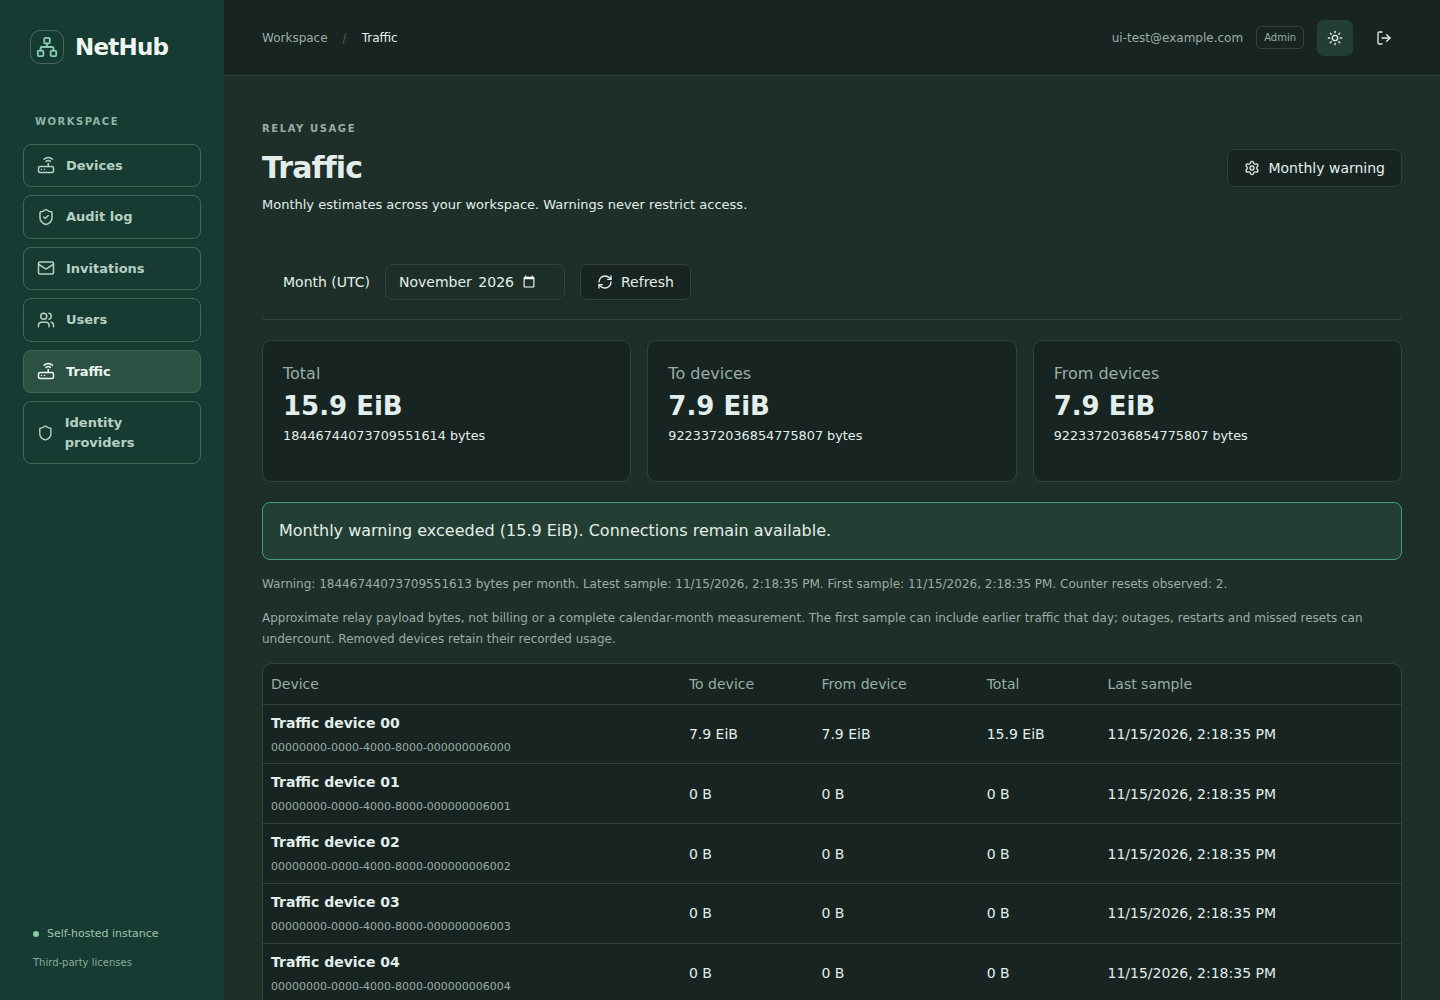 NetHub
WORKSPACE
Devices
Audit log
Invitations
Users
Traffic
Identity
providers
Self-hosted instance
Third-party licenses
Workspace / Traffic
ui-test@example.com Admin
RELAY USAGE
Traffic
Monthly warning
Monthly estimates across your workspace. Warnings never restrict access.
Month (UTC) November 2026 Refresh
Total
15.9 EiB
18446744073709551614 bytes
To devices
7.9 EiB
9223372036854775807 bytes
From devices
7.9 EiB
9223372036854775807 bytes
Monthly warning exceeded (15.9 EiB). Connections remain available.
Warning: 18446744073709551613 bytes per month. Latest sample: 11/15/2026, 2:18:35 PM. First sample: 11/15/2026, 2:18:35 PM. Counter resets observed: 2.
Approximate relay payload bytes, not billing or a complete calendar-month measurement. The first sample can include earlier traffic that day; outages, restarts and missed resets can
undercount. Removed devices retain their recorded usage.
Device To device From device Total Last sample
Traffic device 00
00000000-0000-4000-8000-000000006000
7.9 EiB 7.9 EiB 15.9 EiB 11/15/2026, 2:18:35 PM
Traffic device 01
00000000-0000-4000-8000-000000006001
0 B 0 B 0 B 11/15/2026, 2:18:35 PM
Traffic device 02
00000000-0000-4000-8000-000000006002
0 B 0 B 0 B 11/15/2026, 2:18:35 PM
Traffic device 03
00000000-0000-4000-8000-000000006003
0 B 0 B 0 B 11/15/2026, 2:18:35 PM
Traffic device 04
00000000-0000-4000-8000-000000006004
0 B 0 B 0 B 11/15/2026, 2:18:35 PM